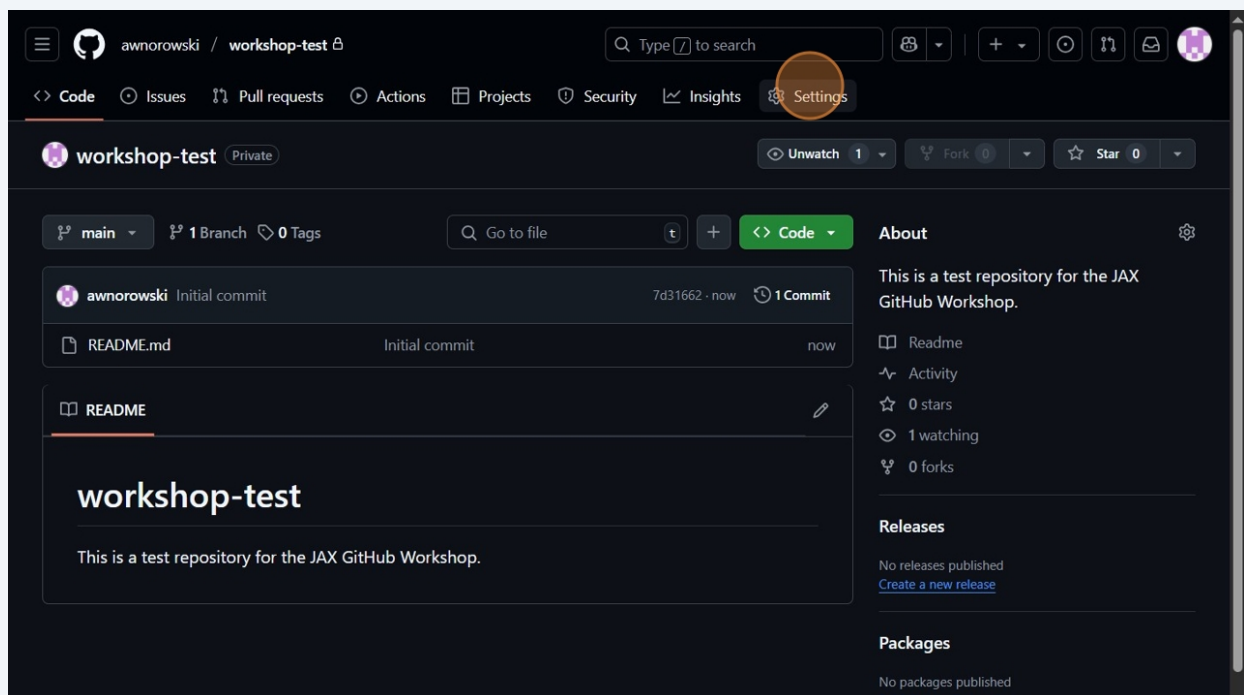 awnorowski / workshop-test
Type / to search
Code Issues Pull requests Actions Projects Security Insights Settings
workshop-test Private
Unwatch 1 Fork 0 Star 0
main 1 Branch 0 Tags Go to file t + Code
awnorowski Initial commit 7d31662 · now 1 Commit
README.md Initial commit now
README
workshop-test
This is a test repository for the JAX GitHub Workshop.
About
This is a test repository for the JAX
GitHub Workshop.
Readme
Activity
0 stars
1 watching
0 forks
Releases
No releases published
Create a new release
Packages
No packages published